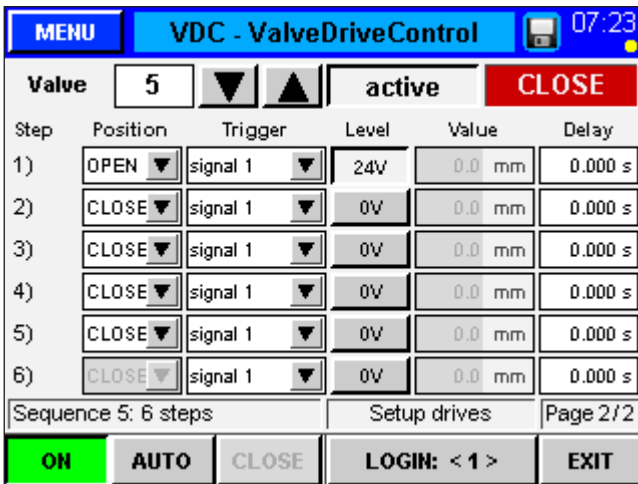 MENU VDC - ValveDriveControl 07:23
Valve 5 active CLOSE
Step Position Trigger Level Value Delay
1) OPEN signal 1 24V 0.0 mm 0.000 s
2) CLOSE signal 1 0V 0.0 mm 0.000 s
3) CLOSE signal 1 0V 0.0 mm 0.000 s
4) CLOSE signal 1 0V 0.0 mm 0.000 s
5) CLOSE signal 1 0V 0.0 mm 0.000 s
6) CLOSE signal 1 0V 0.0 mm 0.000 s
Sequence 5: 6 steps Setup drives Page 2/2
ON AUTO CLOSE LOGIN: < 1 > EXIT